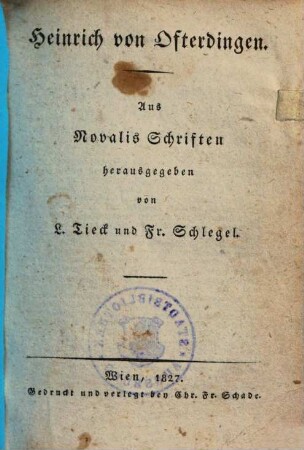 Heinrich von Ofterdingen.
Aus
Novalis Schriften
herausgegeben
von
L. Tieck und Fr. Schlegel.
Wien, 1827.
Gedruckt und verlegt bey Chr. Fr. Schade.